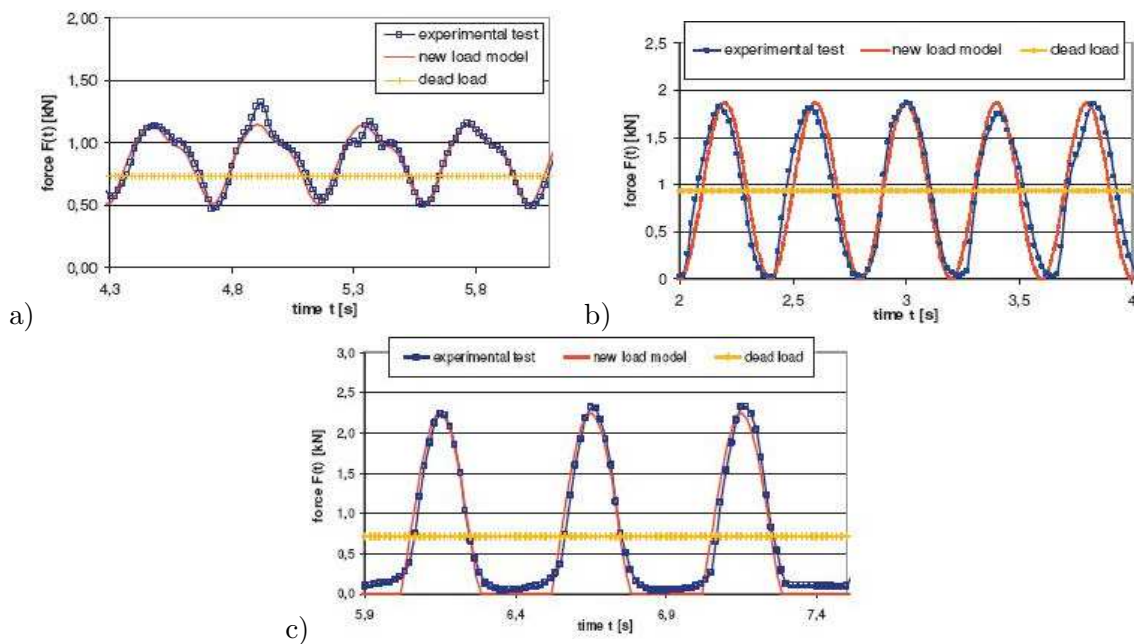 2,00
1,50
1,00
0,50
0,00
force F(t) [kN]
experimental test
new load model
dead load
4,3 4,8 5,3 5,8
time t [s]
a)
2,5
2
1,5
1
0,5
0
force F(t) [kN]
experimental test new load model dead load
2 2,5 3 3,5 4
time t [s]
b)
3,0
2,5
2,0
1,5
1,0
0,5
0,0
force F(t) [kN]
experimental test new load model dead load
5,9 6,4 6,9 7,4
time t [s]
c)